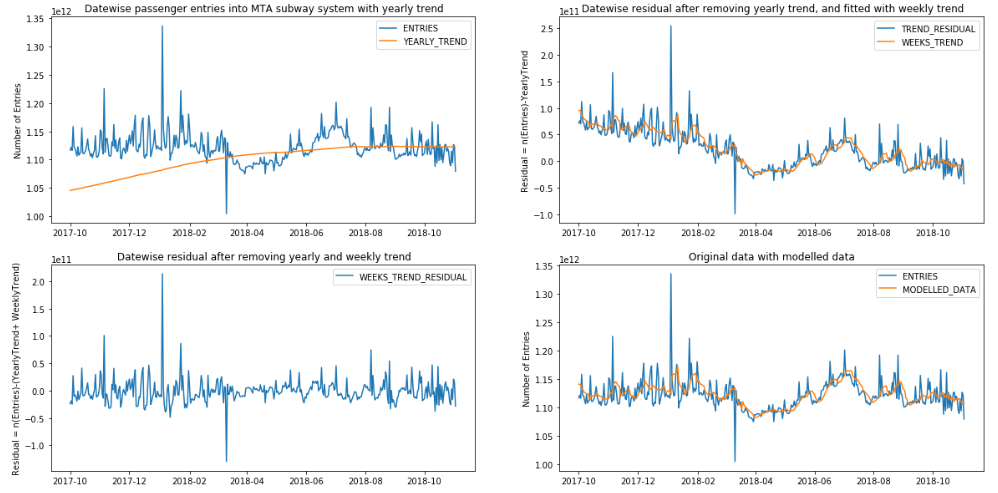 Datewise passenger entries into MTA subway system with yearly trend
1e12
1.35
1.30
1.25
1.20
1.15
1.10
1.05
1.00
Number of Entries
ENTRIES
YEARLY_TREND
2017-10 2017-12 2018-02 2018-04 2018-06 2018-08 2018-10
Datewise residual after removing yearly trend, and fitted with weekly trend
1e11
2.5
2.0
1.5
1.0
0.5
0.0
−0.5
−1.0
Residual = n(Entries)-YearlyTrend
TREND_RESIDUAL
WEEKS_TREND
2017-10 2017-12 2018-02 2018-04 2018-06 2018-08 2018-10
Datewise residual after removing yearly and weekly trend
1e11
2.0
1.5
1.0
0.5
0.0
−0.5
−1.0
Residual = n(Entries)-(YearlyTrend+ WeeklyTrend)
WEEKS_TREND_RESIDUAL
2017-10 2017-12 2018-02 2018-04 2018-06 2018-08 2018-10
Original data with modelled data
1e12
1.35
1.30
1.25
1.20
1.15
1.10
1.05
1.00
Number of Entries
ENTRIES
MODELLED_DATA
2017-10 2017-12 2018-02 2018-04 2018-06 2018-08 2018-10